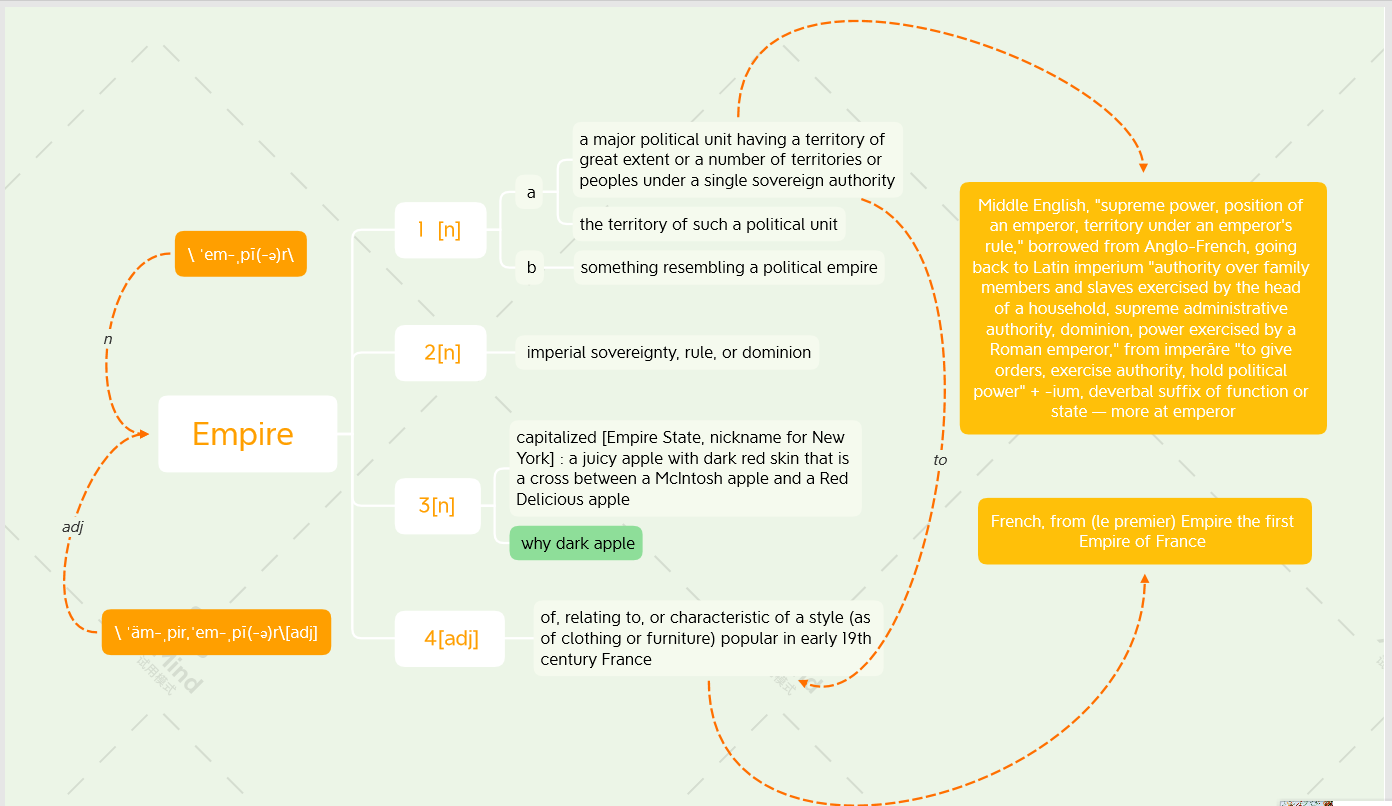 \ ˈem-ˌpī(-ə)r\
n
Empire
adj
\ ˈäm-ˌpir,ˈem-ˌpī(-ə)r\[adj]
1 [n]
a
a major political unit having a territory of
great extent or a number of territories or
peoples under a single sovereign authority
the territory of such a political unit
b
something resembling a political empire
2[n]
imperial sovereignty, rule, or dominion
3[n]
capitalized [Empire State, nickname for New
York] : a juicy apple with dark red skin that is
a cross between a McIntosh apple and a Red
Delicious apple
why dark apple
4[adj]
of, relating to, or characteristic of a style (as
of clothing or furniture) popular in early 19th
century France
to
Middle English, "supreme power, position of
an emperor, territory under an emperor's
rule," borrowed from Anglo-French, going
back to Latin imperium "authority over family
members and slaves exercised by the head
of a household, supreme administrative
authority, dominion, power exercised by a
Roman emperor," from imperāre "to give
orders, exercise authority, hold political
power" + -ium, deverbal suffix of function or
state — more at emperor
French, from (le premier) Empire the first
Empire of France
试用模式